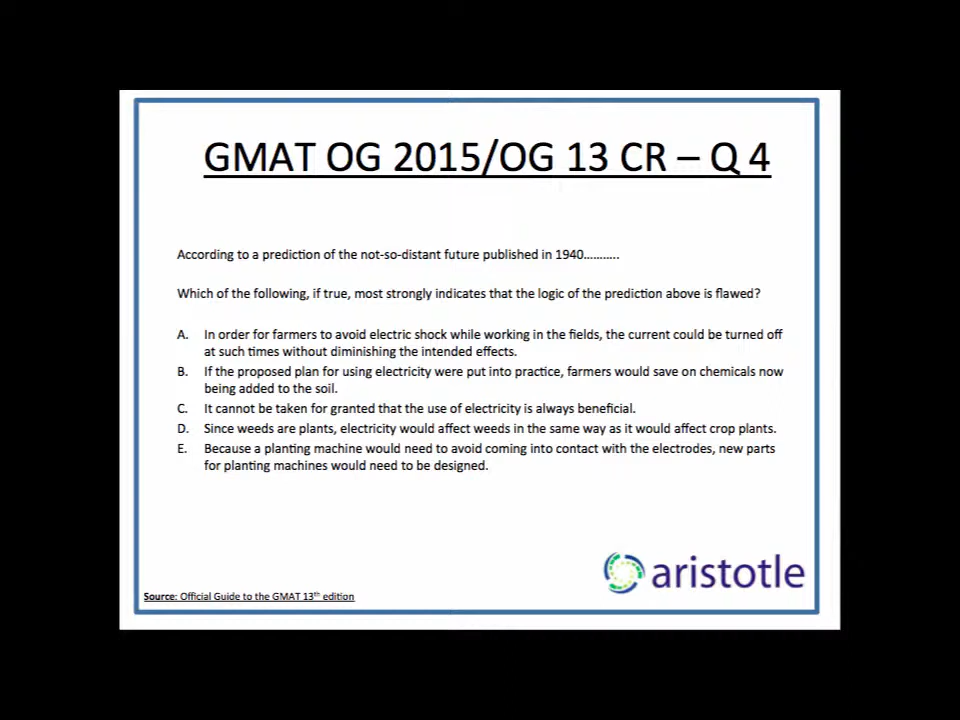 GMAT OG 2015/OG 13 CR – Q 4
According to a prediction of the not-so-distant future published in 1940………..
Which of the following, if true, most strongly indicates that the logic of the prediction above is flawed?
A. In order for farmers to avoid electric shock while working in the fields, the current could be turned off
at such times without diminishing the intended effects.
B. If the proposed plan for using electricity were put into practice, farmers would save on chemicals now
being added to the soil.
C. It cannot be taken for granted that the use of electricity is always beneficial.
D. Since weeds are plants, electricity would affect weeds in the same way as it would affect crop plants.
E. Because a planting machine would need to avoid coming into contact with the electrodes, new parts
for planting machines would need to be designed.
aristotle
Source: Official Guide to the GMAT 13th edition